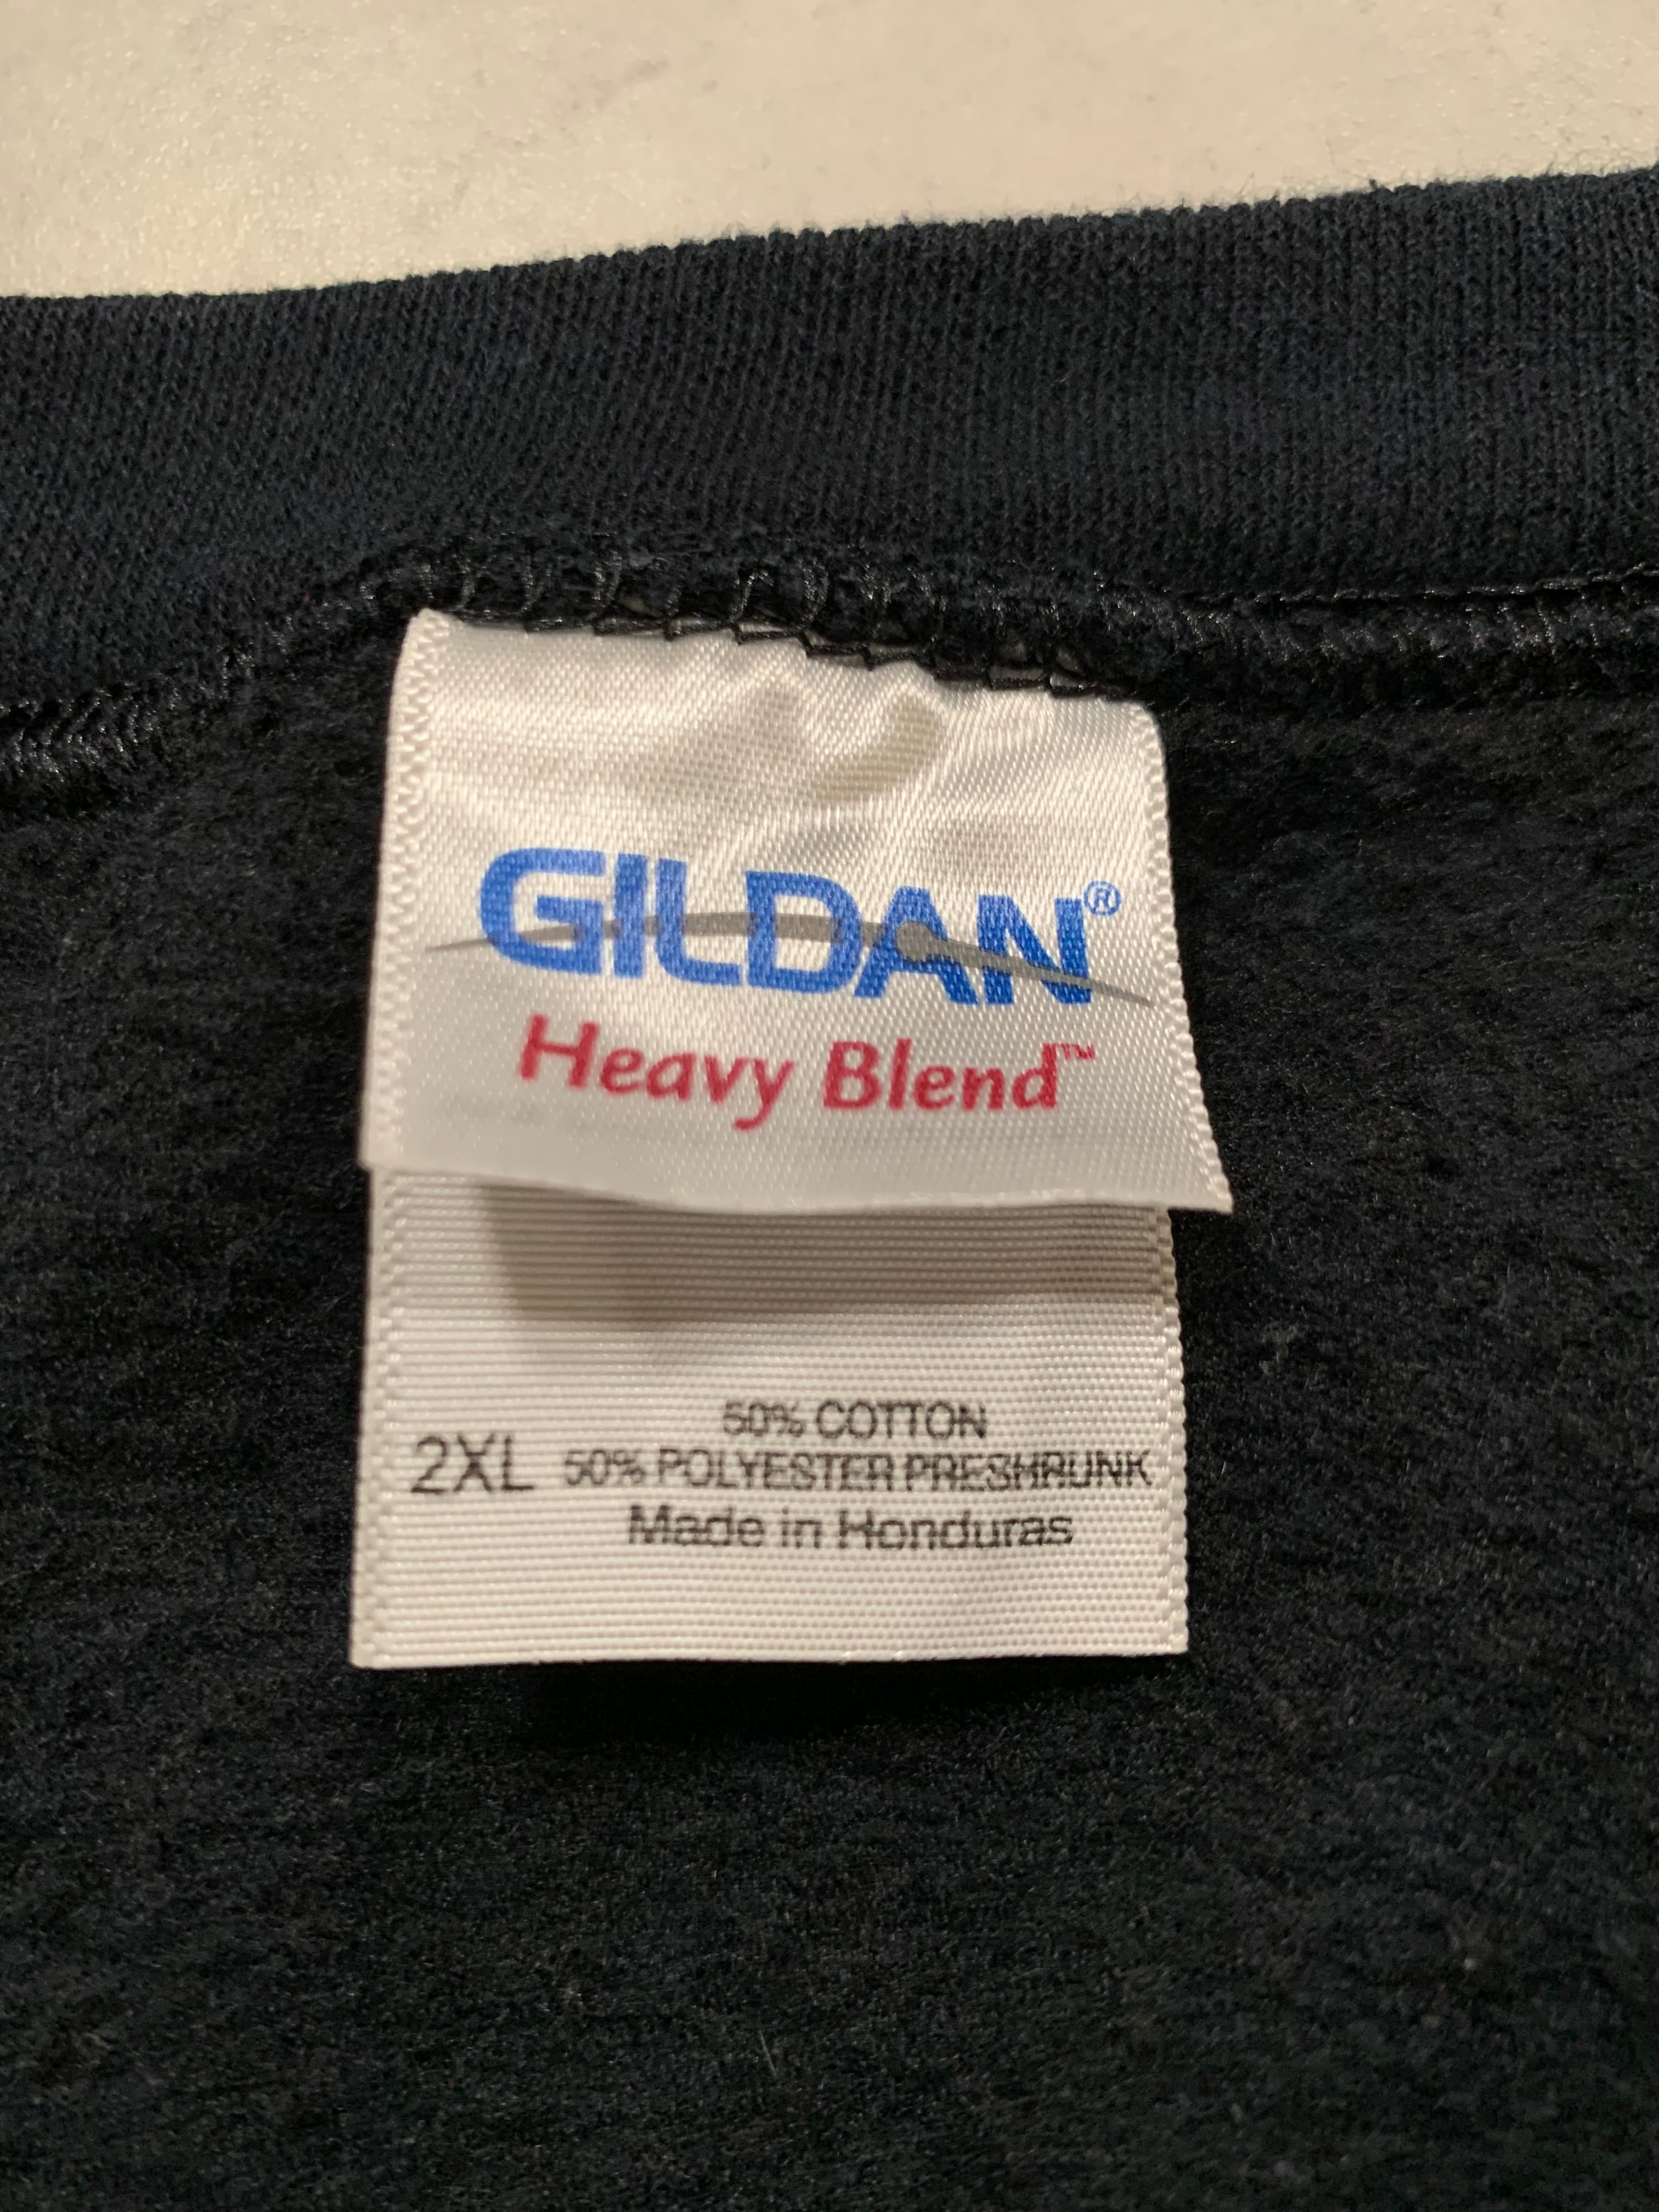 GILDAN®
Heavy Blend™
50% COTTON
2XL 50% POLYESTER PRESHRUNK
Made in Honduras